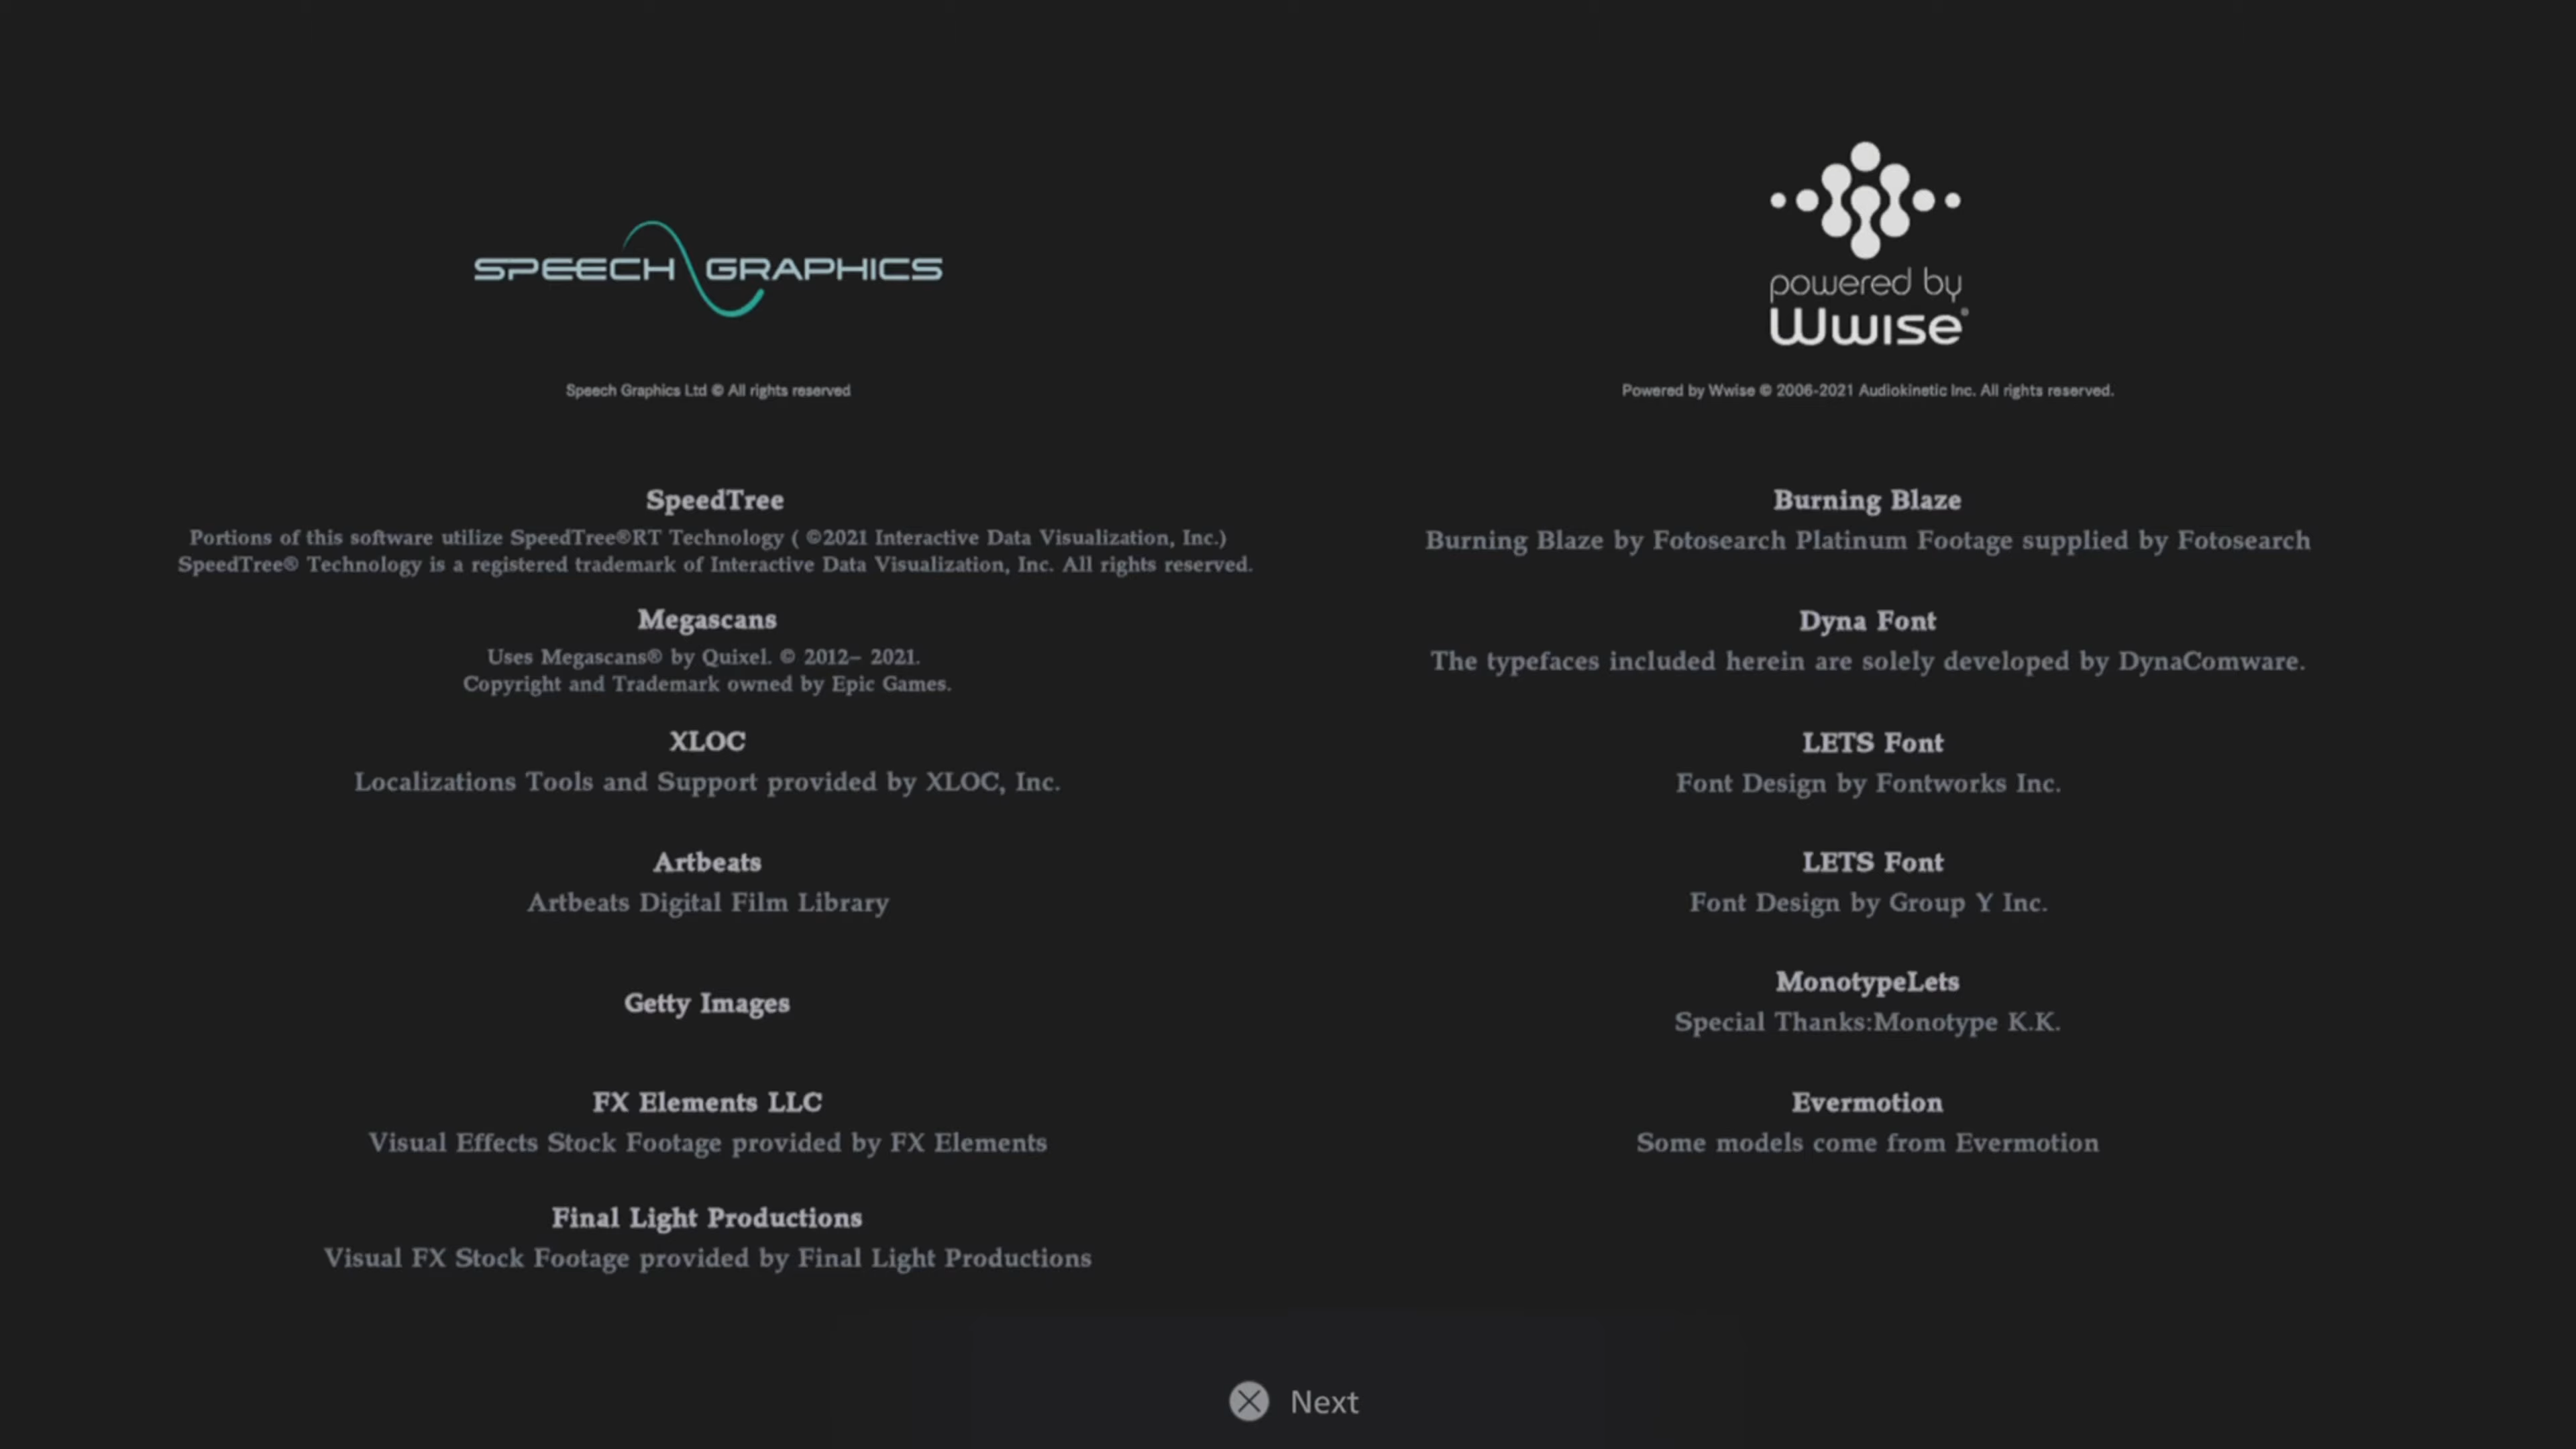 SPEECH GRAPHICS
Speech Graphics Ltd © All rights reserved
SpeedTree
Portions of this software utilize SpeedTree®RT Technology ( ©2021 Interactive Data Visualization, Inc.)
SpeedTree® Technology is a registered trademark of Interactive Data Visualization, Inc. All rights reserved.
Megascans
Uses Megascans® by Quixel. © 2012– 2021.
Copyright and Trademark owned by Epic Games.
XLOC
Localizations Tools and Support provided by XLOC, Inc.
Artbeats
Artbeats Digital Film Library
Getty Images
FX Elements LLC
Visual Effects Stock Footage provided by FX Elements
Final Light Productions
Visual FX Stock Footage provided by Final Light Productions
powered by
Wwise®
Powered by Wwise © 2006-2021 Audiokinetic Inc. All rights reserved.
Burning Blaze
Burning Blaze by Fotosearch Platinum Footage supplied by Fotosearch
Dyna Font
The typefaces included herein are solely developed by DynaComware.
LETS Font
Font Design by Fontworks Inc.
LETS Font
Font Design by Group Y Inc.
MonotypeLets
Special Thanks:Monotype K.K.
Evermotion
Some models come from Evermotion
Next